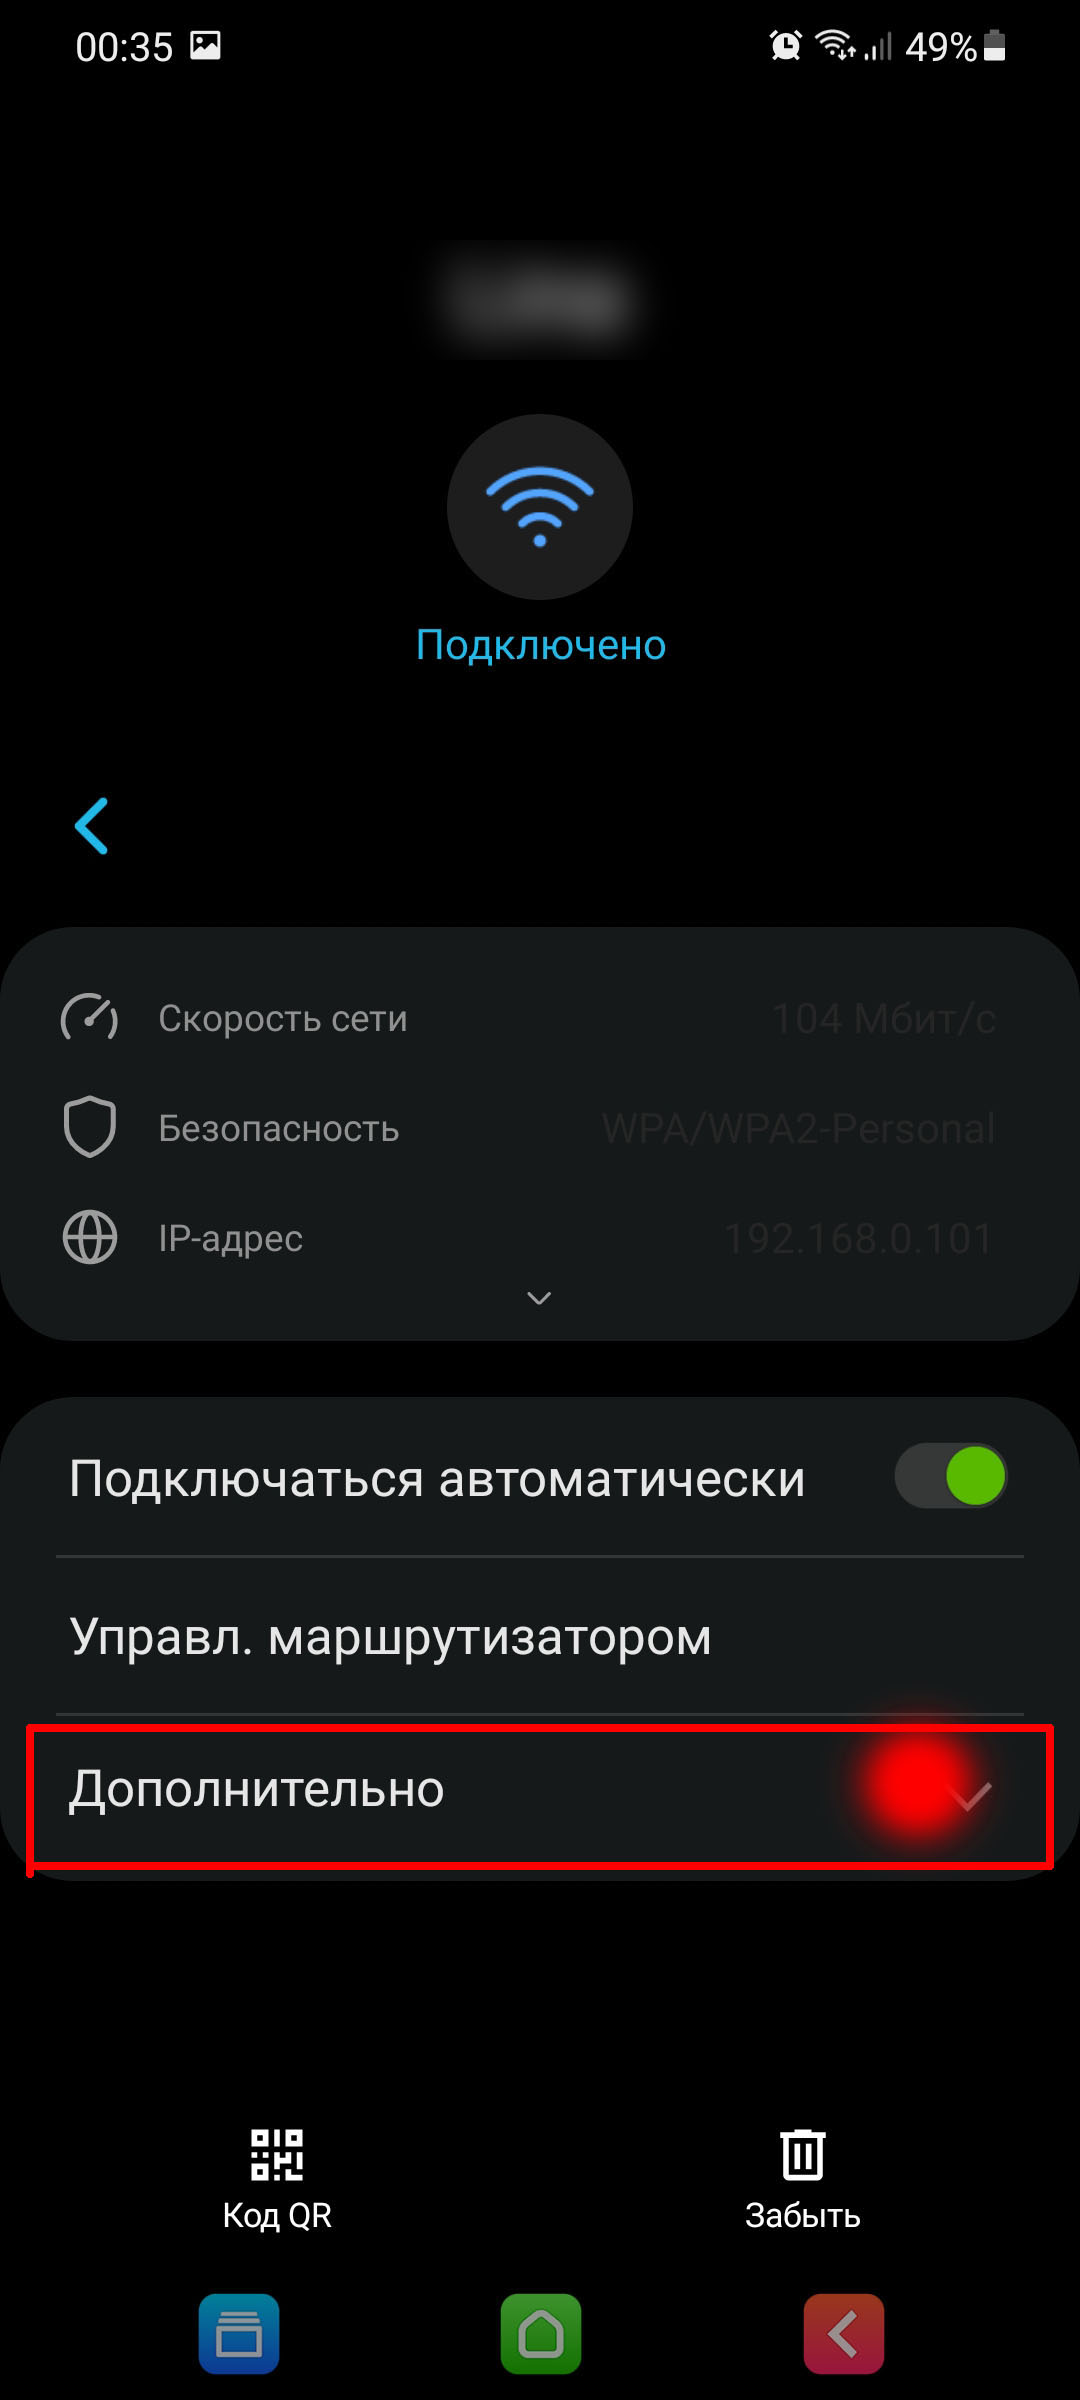 00:35 49%
Подключено
Скорость сети 104 Мбит/с
Безопасность WPA/WPA2-Personal
IP-адрес 192.168.0.101
Подключаться автоматически
Управл. маршрутизатором
Дополнительно
Код QR Забыть